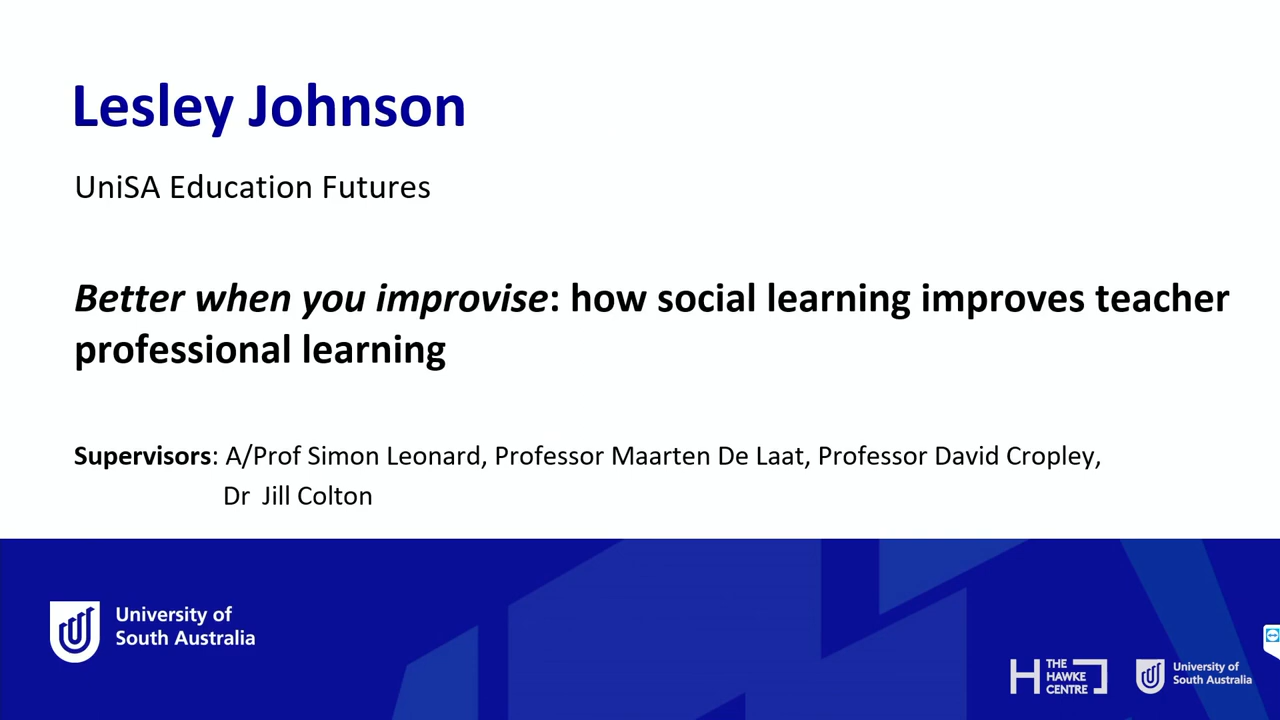 Lesley Johnson
UniSA Education Futures
Better when you improvise: how social learning improves teacher
professional learning
Supervisors: A/Prof Simon Leonard, Professor Maarten De Laat, Professor David Cropley,
Dr Jill Colton
University of
South Australia
THE
HAWKE
CENTRE
University of
South Australia